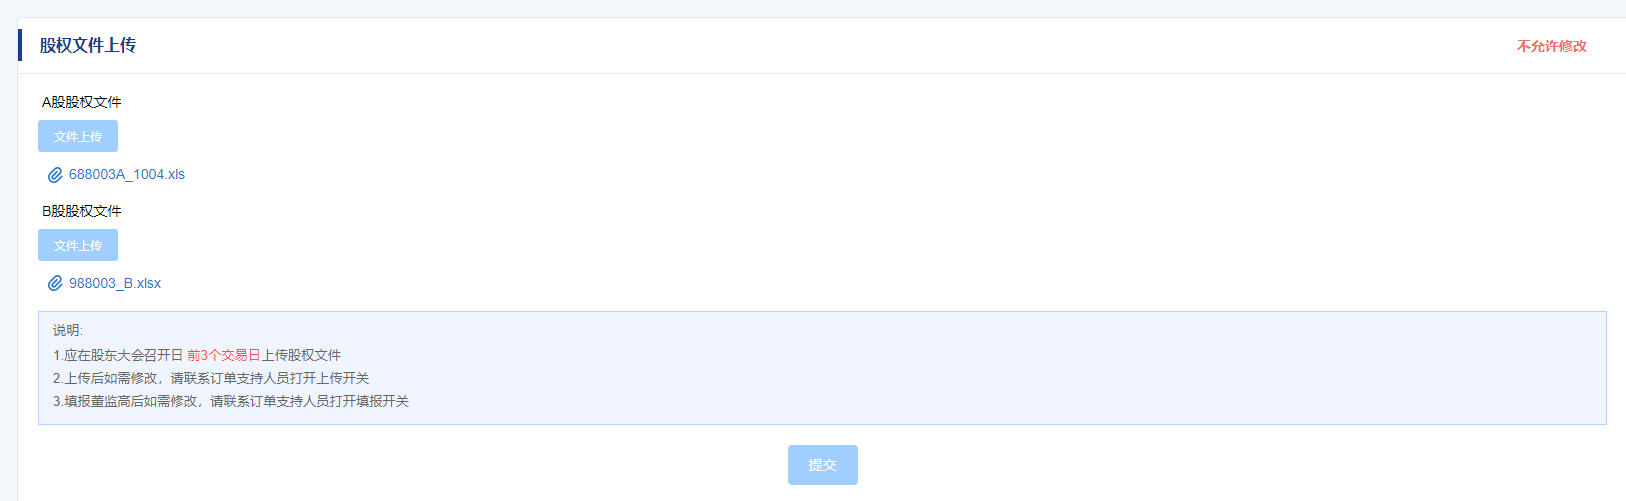 股权文件上传
不允许修改
A股股权文件
文件上传
688003A_1004.xls
B股股权文件
文件上传
988003_B.xlsx
说明:
1.应在股东大会召开日 前3个交易日上传股权文件
2.上传后如需修改，请联系订单支持人员打开上传开关
3.填报董监高后如需修改，请联系订单支持人员打开填报开关
提交